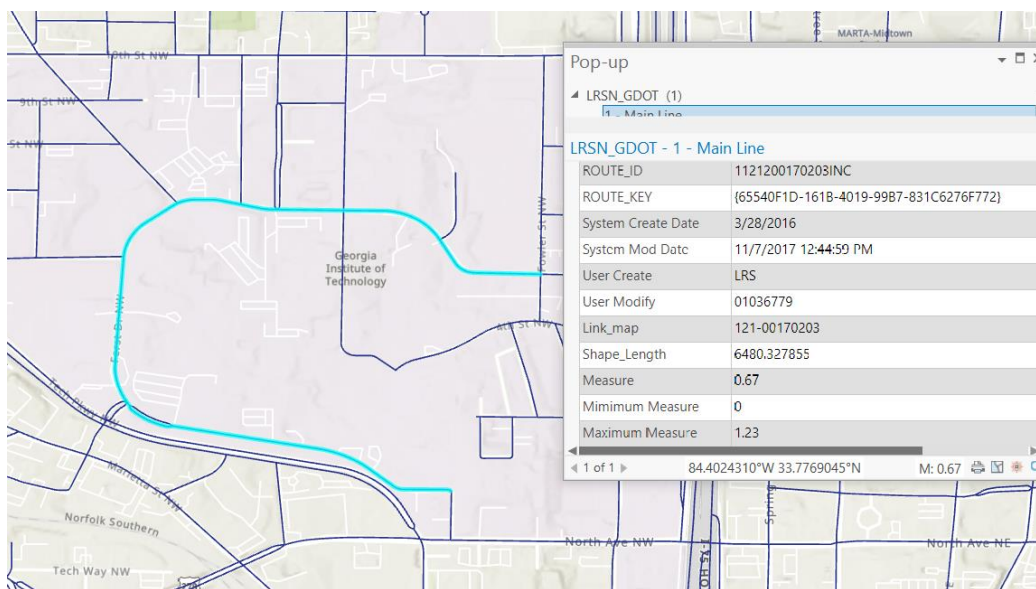 MARTA-Midtown
10th St NW
9th St NW
St NW
Georgia
Institute of
Technology
Fowler St NW
4th St NW
Ferst Dr NW
Tech Pkwy NW
Marietta St NW
Norfolk Southern
Tech Way NW
North Ave NW
North Ave NE
Spring
Pop-up
LRSN_GDOT (1)
1 - Main Line
LRSN_GDOT - 1 - Main Line
ROUTE_ID 1121200170203INC
ROUTE_KEY {65540F1D-161B-4019-99B7-831C6276F772}
System Create Date 3/28/2016
System Mod Date 11/7/2017 12:44:59 PM
User Create LRS
User Modify 01036779
Link_map 121-00170203
Shape_Length 6480.327855
Measure 0.67
Mimimum Measure 0
Maximum Measure 1.23
1 of 1 84.4024310°W 33.7769045°N M: 0.67